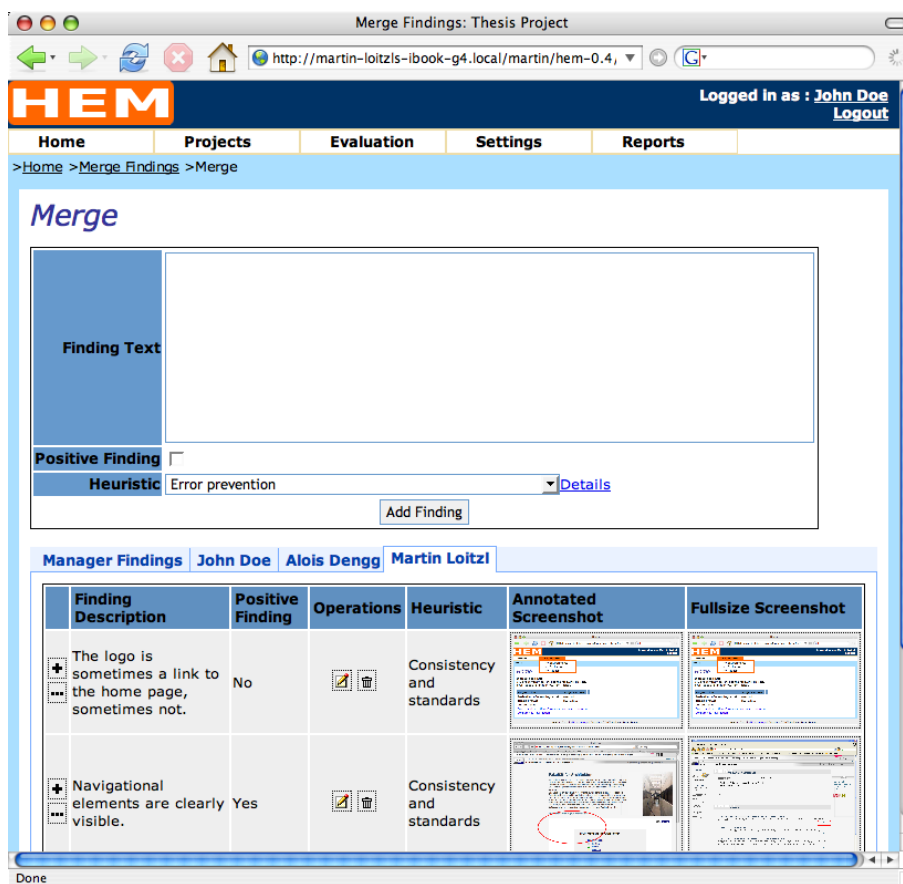 Merge Findings: Thesis Project
http://martin-loitzls-ibook-g4.local/martin/hem-0.4/
G
HEM
Logged in as : John Doe
Logout
Home Projects Evaluation Settings Reports
>Home >Merge Findings >Merge
Merge
Finding Text
Positive Finding
Heuristic Error prevention Details
Add Finding
Manager Findings John Doe Alois Dengg Martin Loitzl
Finding Description Positive Finding Operations Heuristic Annotated Screenshot Fullsize Screenshot
The logo is
sometimes a link to
the home page,
sometimes not.
No
Consistency
and
standards
HEM
HEM
Navigational
elements are clearly
visible.
Yes
Consistency
and
standards
Done